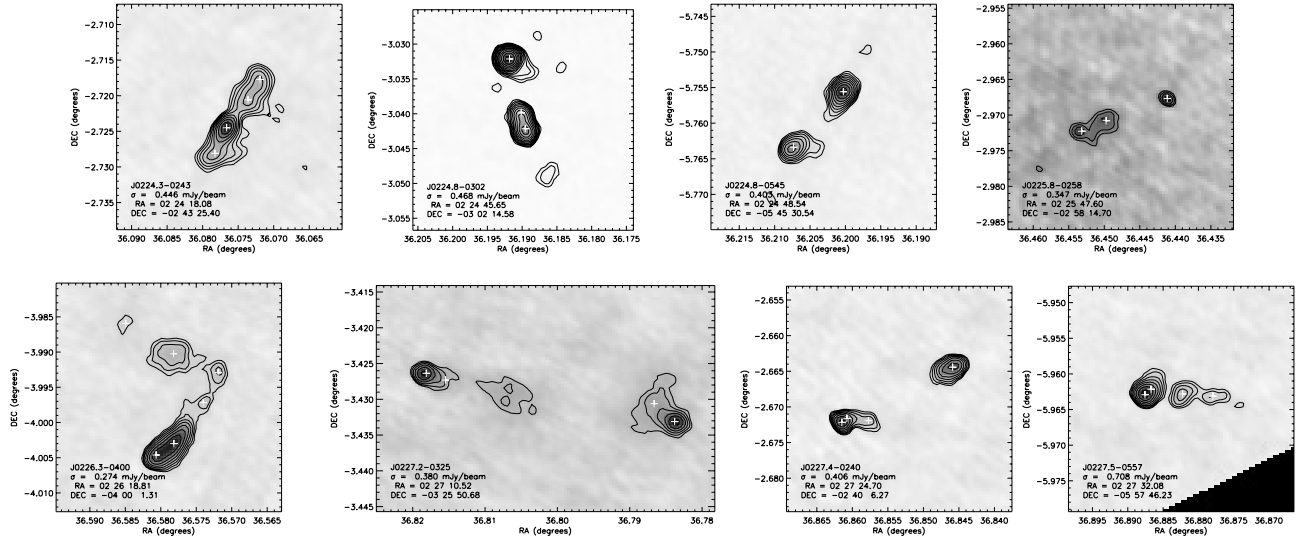 -2.710
-2.715
-2.720
-2.725
-2.730
-2.735
DEC (degrees)
J0224.3-0243
σ = 0.446 mJy/beam
RA = 02 24 18.08
DEC = -02 43 25.40
36.090 36.085 36.080 36.075 36.070 36.065
RA (degrees)
-3.030
-3.035
-3.040
-3.045
-3.050
-3.055
DEC (degrees)
J0224.8-0302
σ = 0.468 mJy/beam
RA = 02 24 45.65
DEC = -03 02 14.58
36.205 36.200 36.195 36.190 36.185 36.180 36.175
RA (degrees)
-5.745
-5.750
-5.755
-5.760
-5.765
-5.770
DEC (degrees)
J0224.8-0545
σ = 0.403 mJy/beam
RA = 02 24 48.54
DEC = -05 45 30.54
36.215 36.210 36.205 36.200 36.195 36.190
RA (degrees)
-2.955
-2.960
-2.965
-2.970
-2.975
-2.980
-2.985
DEC (degrees)
J0225.8-0258
σ = 0.347 mJy/beam
RA = 02 25 47.60
DEC = -02 58 14.70
36.460 36.455 36.450 36.445 36.440 36.435
RA (degrees)
-3.985
-3.990
-3.995
-4.000
-4.005
-4.010
DEC (degrees)
J0226.3-0400
σ = 0.274 mJy/beam
RA = 02 26 18.81
DEC = -04 00 1.31
36.590 36.585 36.580 36.575 36.570 36.565
RA (degrees)
-3.415
-3.420
-3.425
-3.430
-3.435
-3.440
-3.445
DEC (degrees)
J0227.2-0325
σ = 0.380 mJy/beam
RA = 02 27 10.52
DEC = -03 25 50.68
36.82 36.81 36.80 36.79 36.78
RA (degrees)
-2.655
-2.660
-2.665
-2.670
-2.675
-2.680
DEC (degrees)
J0227.4-0240
σ = 0.406 mJy/beam
RA = 02 27 24.70
DEC = -02 40 6.27
36.865 36.860 36.855 36.850 36.845 36.840
RA (degrees)
-5.950
-5.955
-5.960
-5.965
-5.970
-5.975
DEC (degrees)
J0227.5-0557
σ = 0.708 mJy/beam
RA = 02 27 32.08
DEC = -05 57 46.23
36.895 36.890 36.885 36.880 36.875 36.870
RA (degrees)